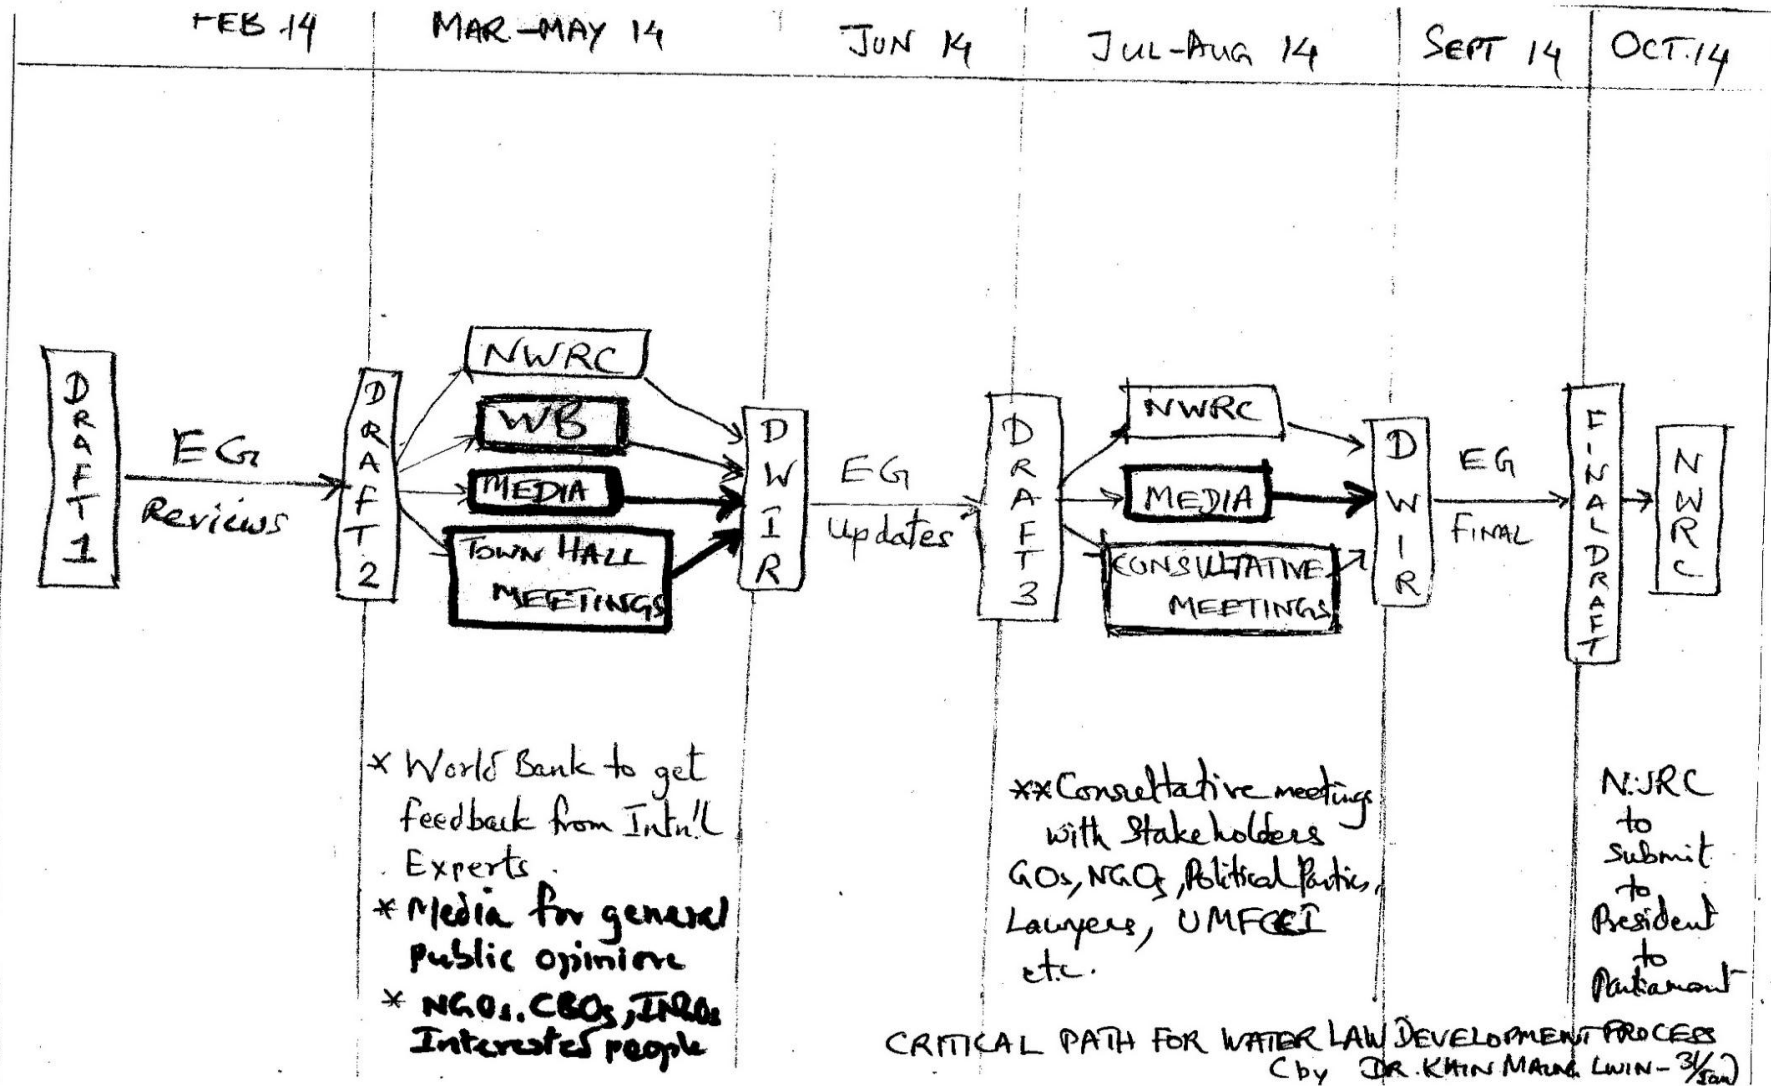 FEB 14
MAR-MAY 14
JUN 14
JUL-AUG 14
SEPT 14
OCT.14
DRAFT 1
EG
Reviews
DRAFT 2
NWRC
WB
MEDIA
TOWN HALL
MEETINGS
DWIR
EG
updates
DRAFT 3
NWRC
MEDIA
CONSULTATIVE
MEETINGS
DWIR
EG
FINAL
FINAL DRAFT
NWRC
* World Bank to get
feedback from Intn'l
Experts.
* Media for general
public opinion
* NGOs, CBOs, INGOs
Interested people
**Consultative meetings
with Stakeholders
GOs, NGOs, Political Parties,
Lawyers, UMFCCI
etc.
NWRC
to
submit
to
President
to
Parliament
CRITICAL PATH FOR WATER LAW DEVELOPMENT PROCESS
(by DR. KHIN MAUNG LWIN - 31/Jan)